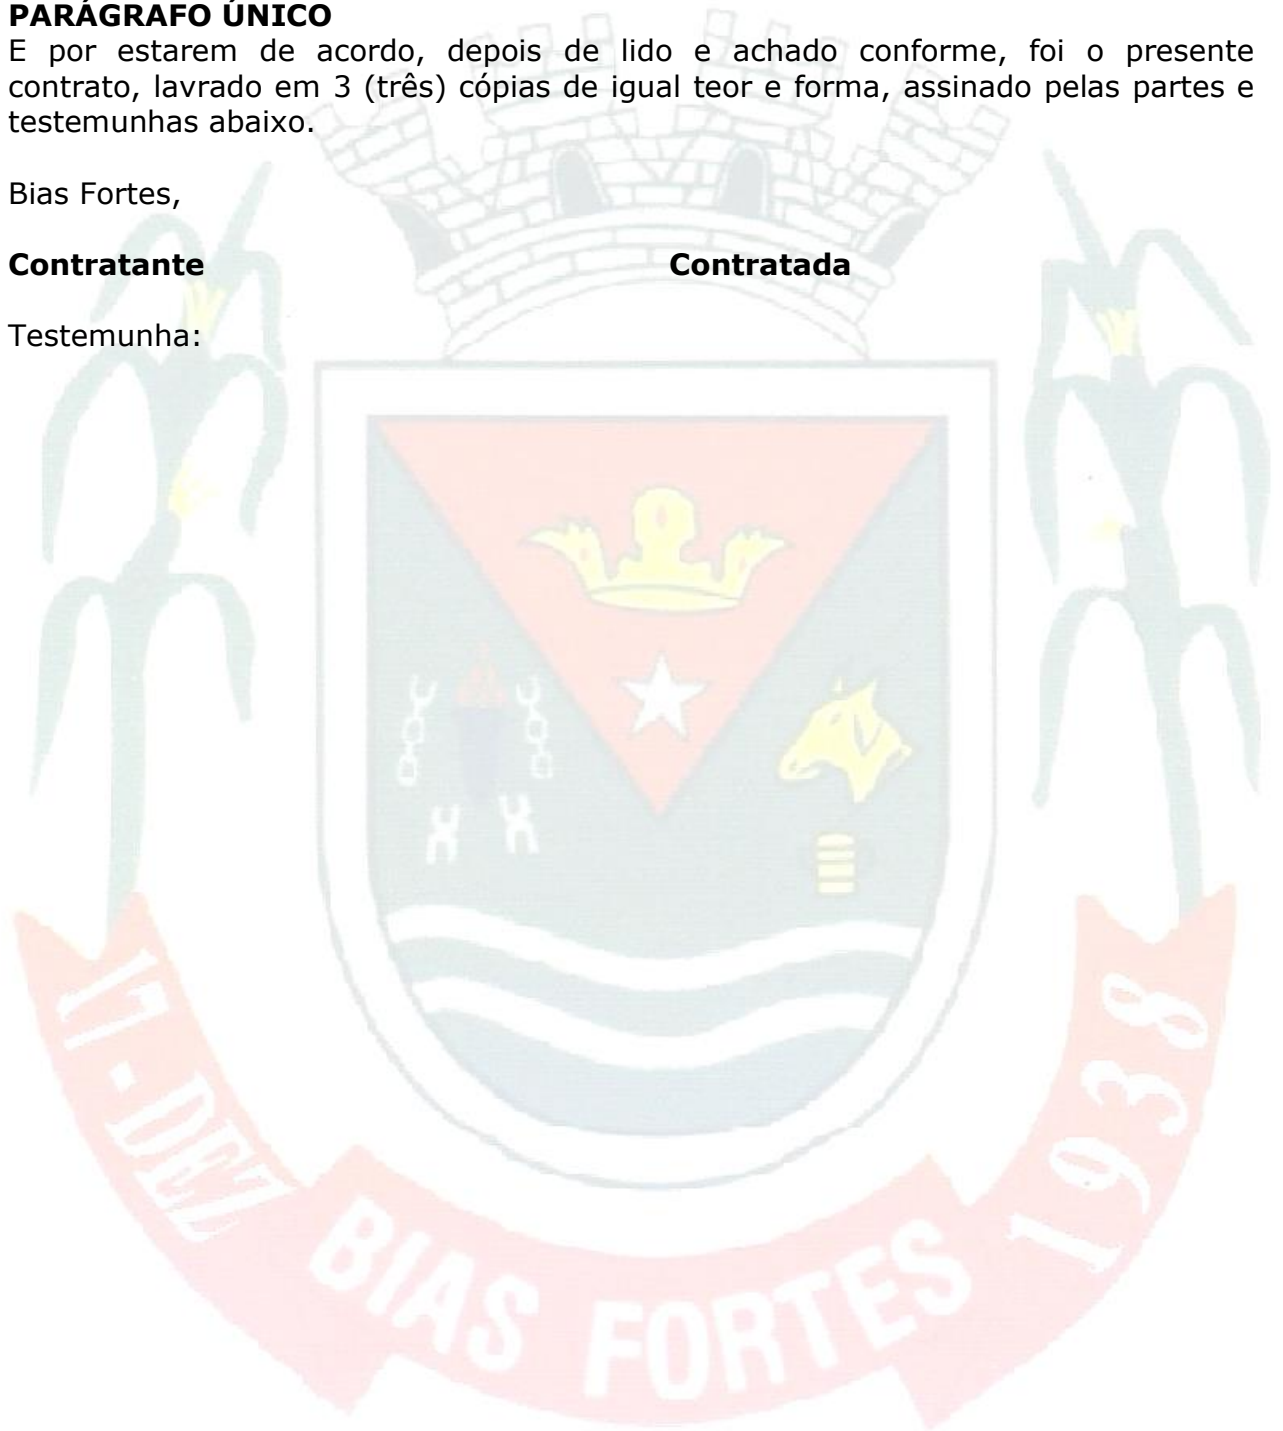 PARÁGRAFO ÚNICO
E por estarem de acordo, depois de lido e achado conforme, foi o presente
contrato, lavrado em 3 (três) cópias de igual teor e forma, assinado pelas partes e
testemunhas abaixo.
Bias Fortes,
Contratante Contratada
Testemunha:
17 - DEZ
BIAS FORTES
1938